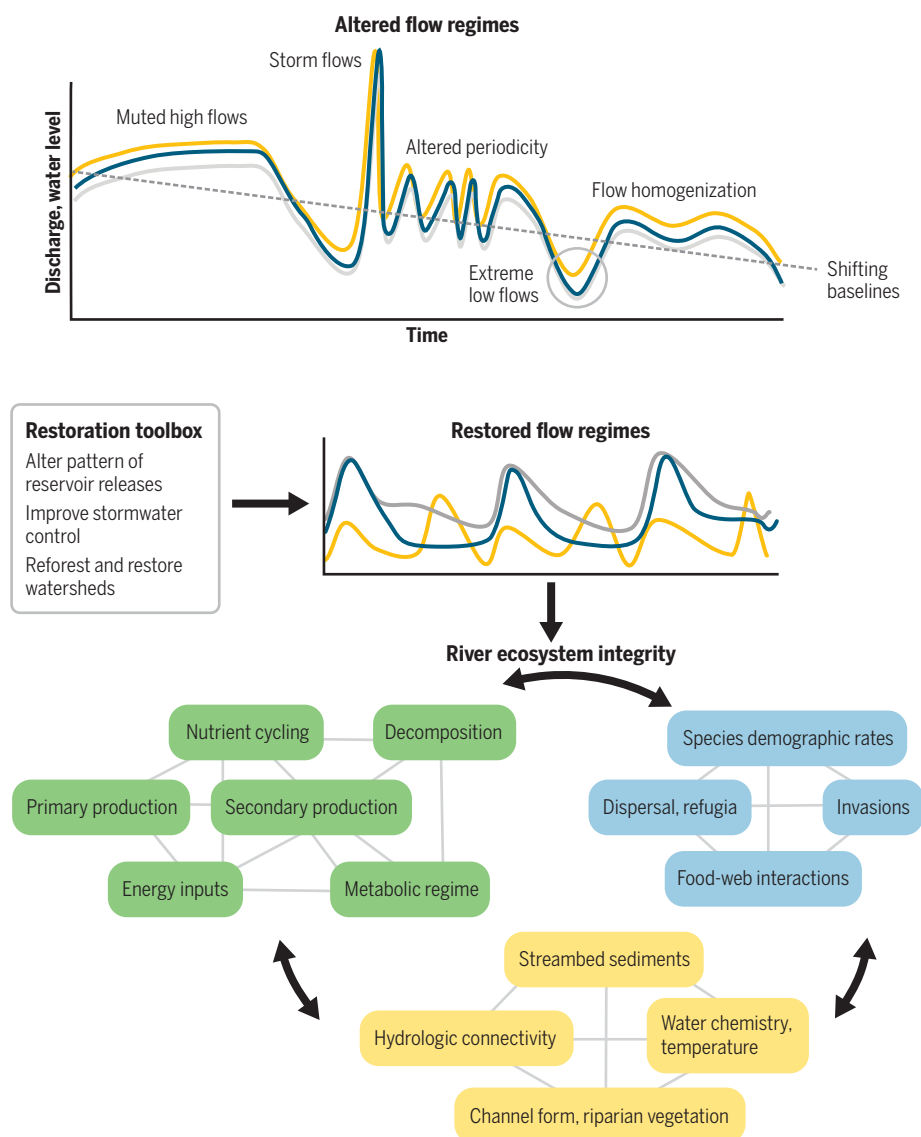 Altered flow regimes
Storm flows
Muted high flows
Altered periodicity
Flow homogenization
Discharge, water level
Extreme
low flows
Shifting
baselines
Time
Restoration toolbox
Alter pattern of
reservoir releases
Improve stormwater
control
Reforest and restore
watersheds
Restored flow regimes
River ecosystem integrity
Nutrient cycling
Decomposition
Primary production
Secondary production
Energy inputs
Metabolic regime
Species demographic rates
Dispersal, refugia
Invasions
Food-web interactions
Streambed sediments
Hydrologic connectivity
Water chemistry,
temperature
Channel form, riparian vegetation